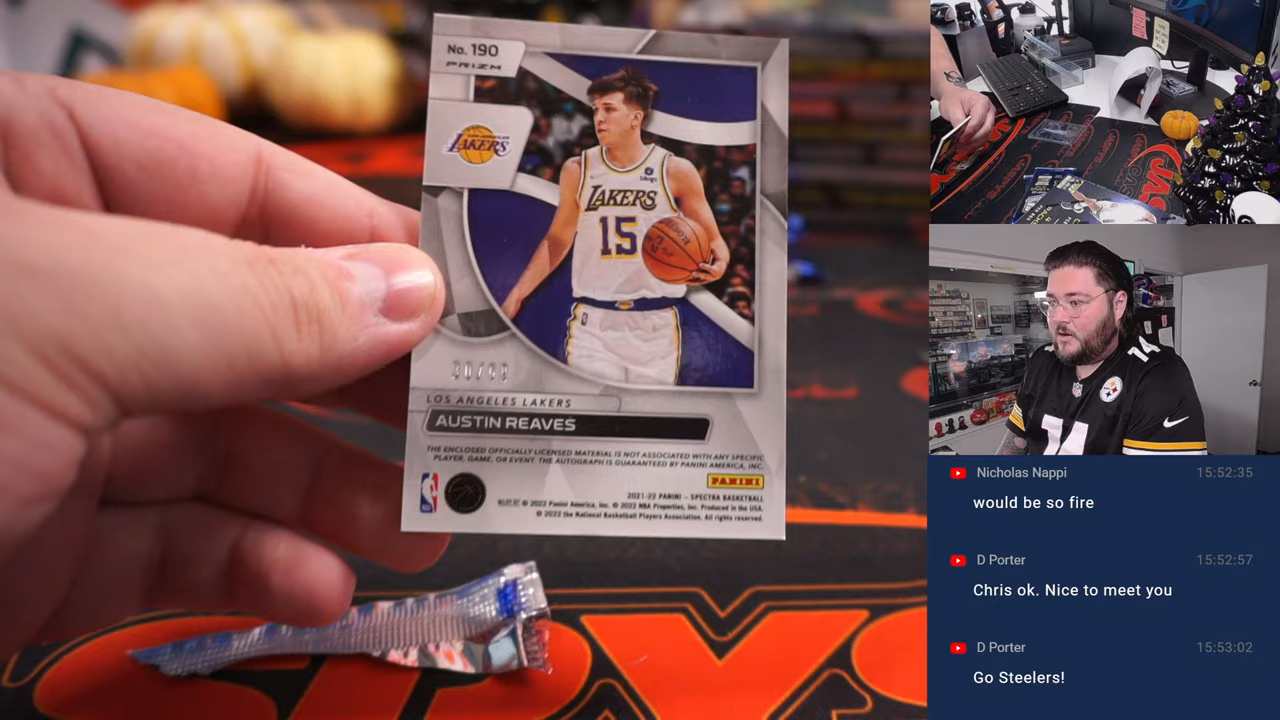 No. 190
PRIZM
LAKERS
LAKERS
15
LOS ANGELES LAKERS
AUSTIN REAVES
THE ENCLOSED OFFICIALLY LICENSED MATERIAL IS NOT ASSOCIATED WITH ANY SPECIFIC
PLAYER, GAME, OR EVENT. THE AUTOGRAPH IS GUARANTEED BY PANINI AMERICA, INC.
PANINI
2021-22 PANINI – SPECTRA BASKETBALL
© 2022 Panini America, Inc. © 2022 NBA Properties, Inc. Produced in the USA.
© 2022 the National Basketball Players Association. All rights reserved.
14
14
Nicholas Nappi 15:52:35
would be so fire
D Porter 15:52:57
Chris ok. Nice to meet you
D Porter 15:53:02
Go Steelers!